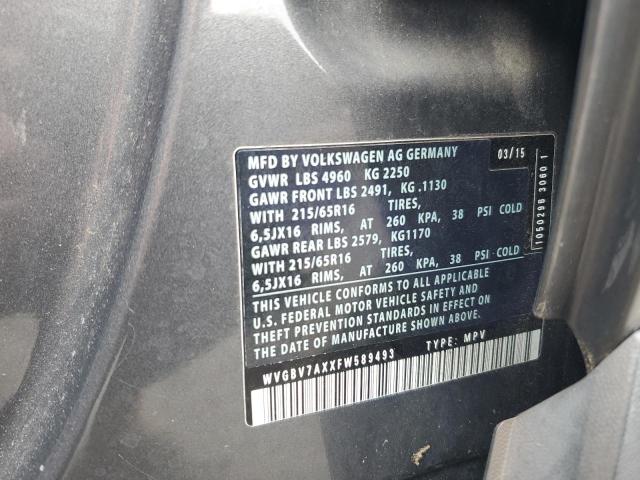 MFD BY VOLKSWAGEN AG GERMANY 03/15
GVWR LBS 4960 KG 2250
GAWR FRONT LBS 2491, KG .1130
WITH 215/65R16 TIRES,
6,5JX16 RIMS, AT 260 KPA, 38 PSI COLD
GAWR REAR LBS 2579, KG1170
WITH 215/65R16 TIRES,
6,5JX16 RIMS, AT 260 KPA, 38 PSI COLD
THIS VEHICLE CONFORMS TO ALL APPLICABLE
U.S. FEDERAL MOTOR VEHICLE SAFETY AND
THEFT PREVENTION STANDARDS IN EFFECT ON
THE DATE OF MANUFACTURE SHOWN ABOVE.
WVGBV7AXXFW589493 TYPE: MPV
105029B 30601